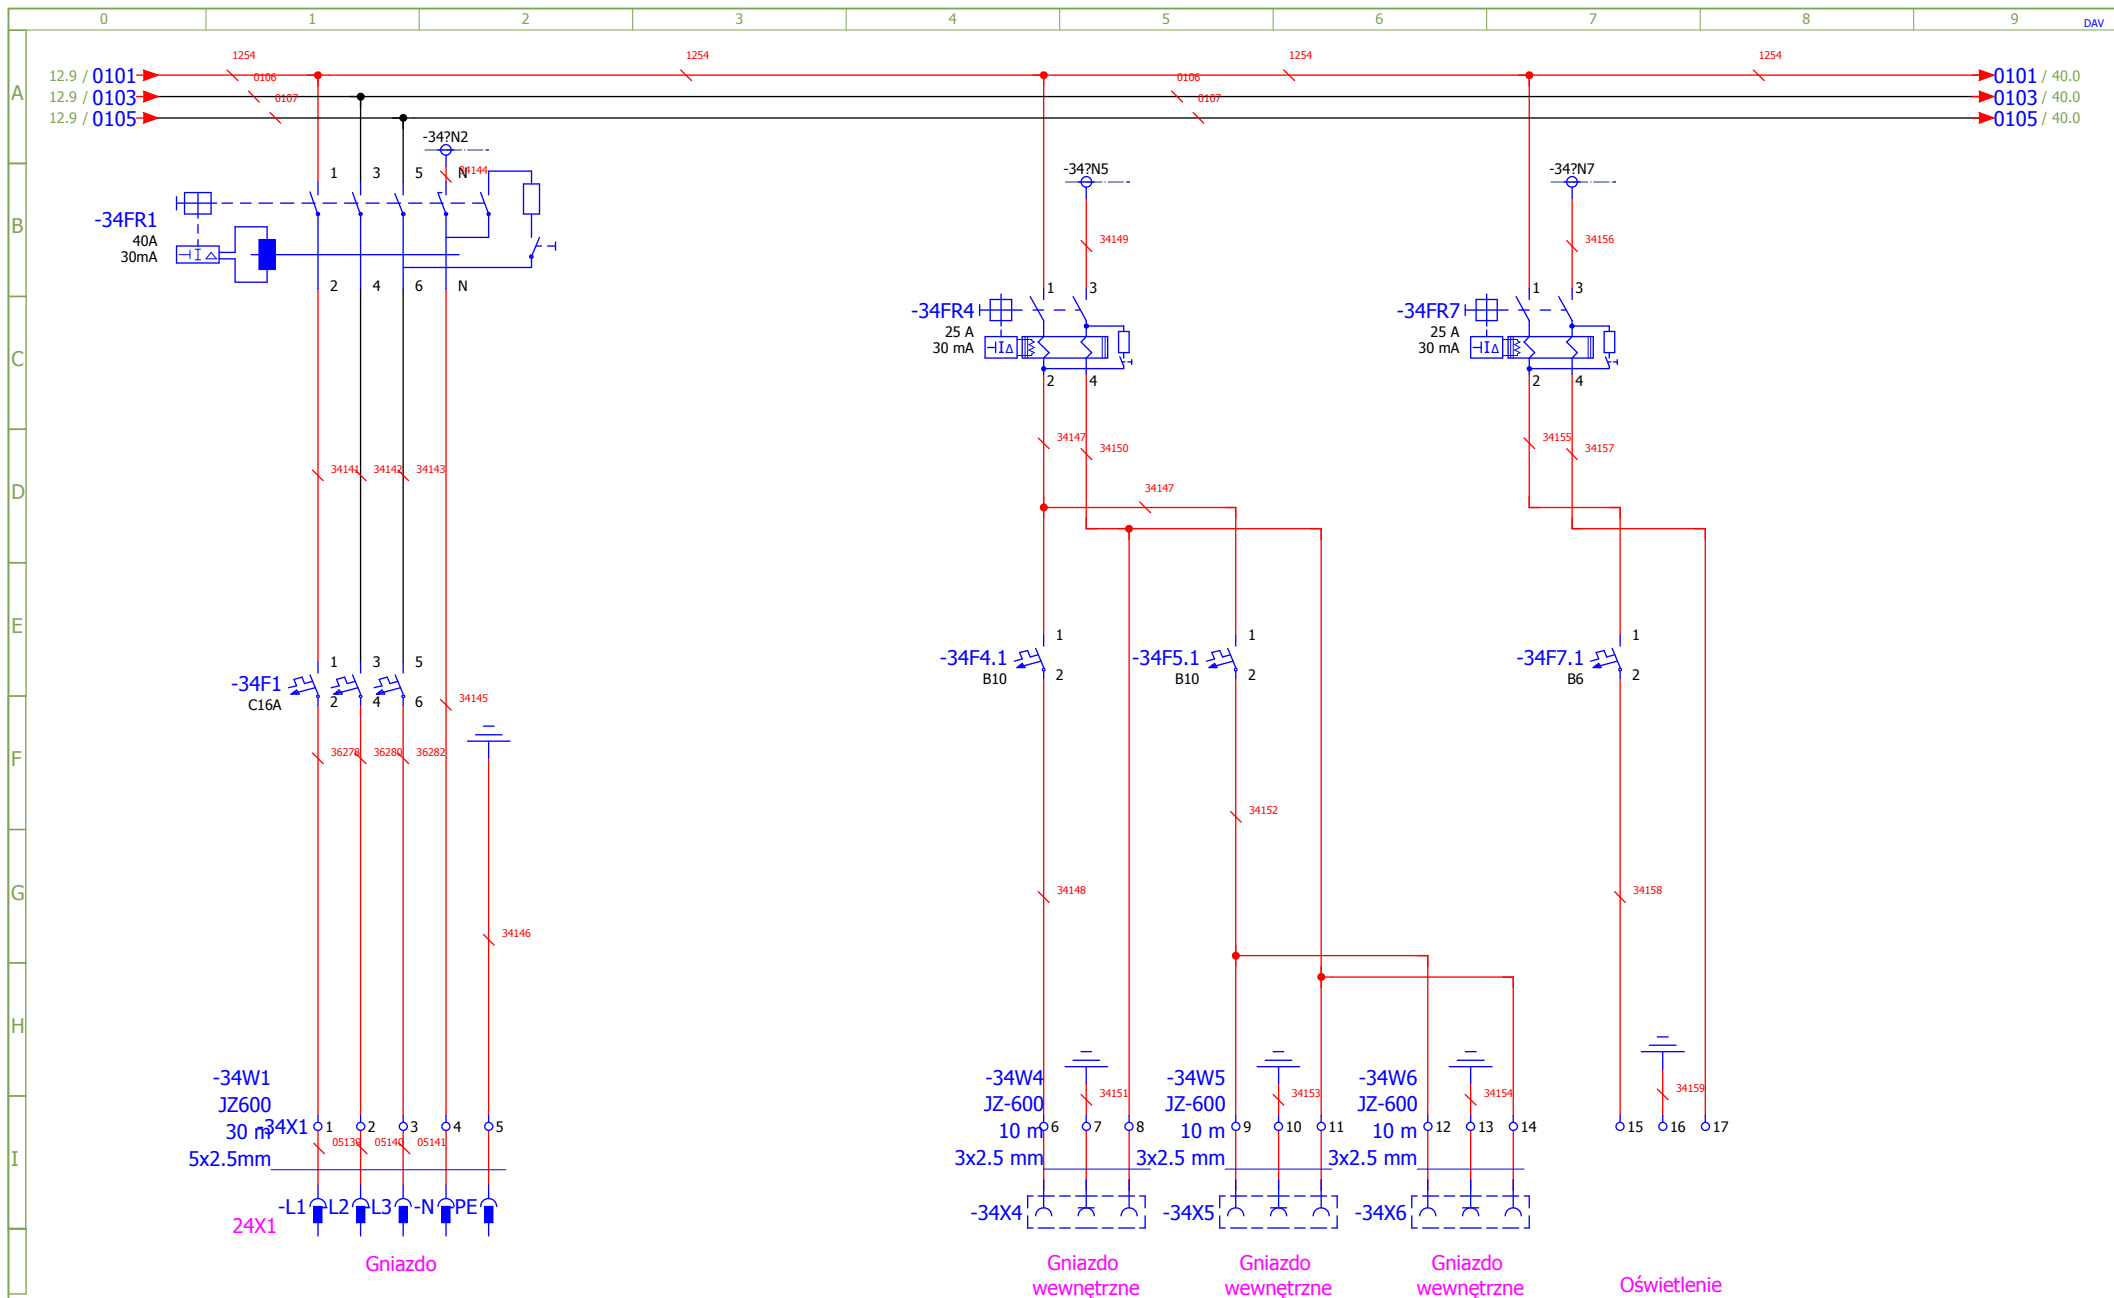 0 1 2 3 4 5 6 7 8 9 DAV
1254 1254 1254 1254
12.9 / 0101 0101 / 40.0
0106 0106
12.9 / 0103 0103 / 40.0
0107 0107
12.9 / 0105 0105 / 40.0
A
-34?N2
-34?N5 -34?N7
1 3 5 N 34144
B
-34FR1
40A
30mA
34149 34156
2 4 6 N
1 3 1 3
-34FR4 -34FR7
25 A 25 A
30 mA 30 mA
C
2 4 2 4
34147 34150 34155 34157
34141 34142 34143
34147
D
E
1 1 1
-34F4.1 -34F5.1 -34F7.1
B10 B10 B6
2 2 2
1 3 5
-34F1
C16A
2 4 6
34145
36278 36280 36282
F
34152
34148 34158
G
34146
H
-34W1 -34W4 -34W5 -34W6
JZ600 JZ-600 JZ-600 JZ-600
34151 34153 34154 34159
30 m 10 m 10 m 10 m
-34X1 1 2 3 4 5 6 7 8 9 10 11 12 13 14 15 16 17
05139 05140 05141
5x2.5mm 3x2.5 mm 3x2.5 mm 3x2.5 mm
I
-L1 L2 L3 -N PE
24X1
-34X4 -34X5 -34X6
Gniazdo
Gniazdo
wewnętrzne
Gniazdo
wewnętrzne
Gniazdo
wewnętrzne
Oświetlenie